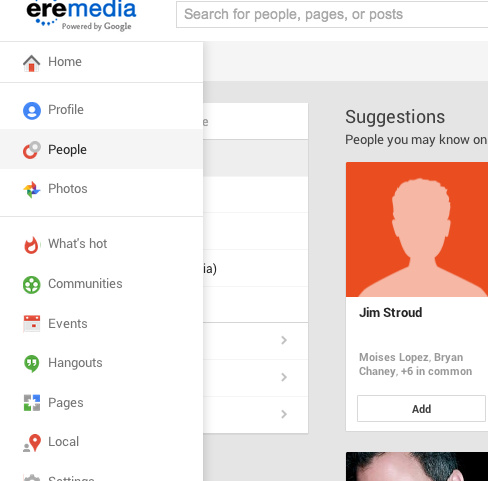 eremedia
Powered by Google
Search for people, pages, or posts
Home
Profile
People
Photos
What's hot
Communities
Events
Hangouts
Pages
Local
Settings
e
ia)
Suggestions
People you may know on
Jim Stroud
Moises Lopez, Bryan
Chaney, +6 in common
Add